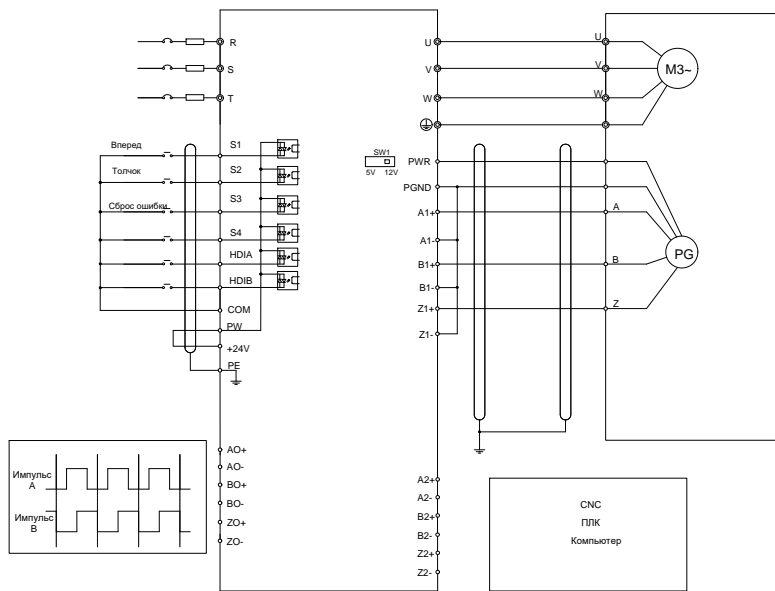 R
S
T
U
V
W
U
V
W
M3~
Вперед
S1
Толчок
S2
Сброс ошибки
S3
S4
HDIA
HDIB
COM
PW
+24V
PE
SW1
5V 12V
PWR
PGND
A1+
A1-
B1+
B1-
Z1+
Z1-
A
B
Z
PG
Импульс
A
Импульс
B
AO+
AO-
BO+
BO-
ZO+
ZO-
A2+
A2-
B2+
B2-
Z2+
Z2-
CNC
ПЛК
Компьютер